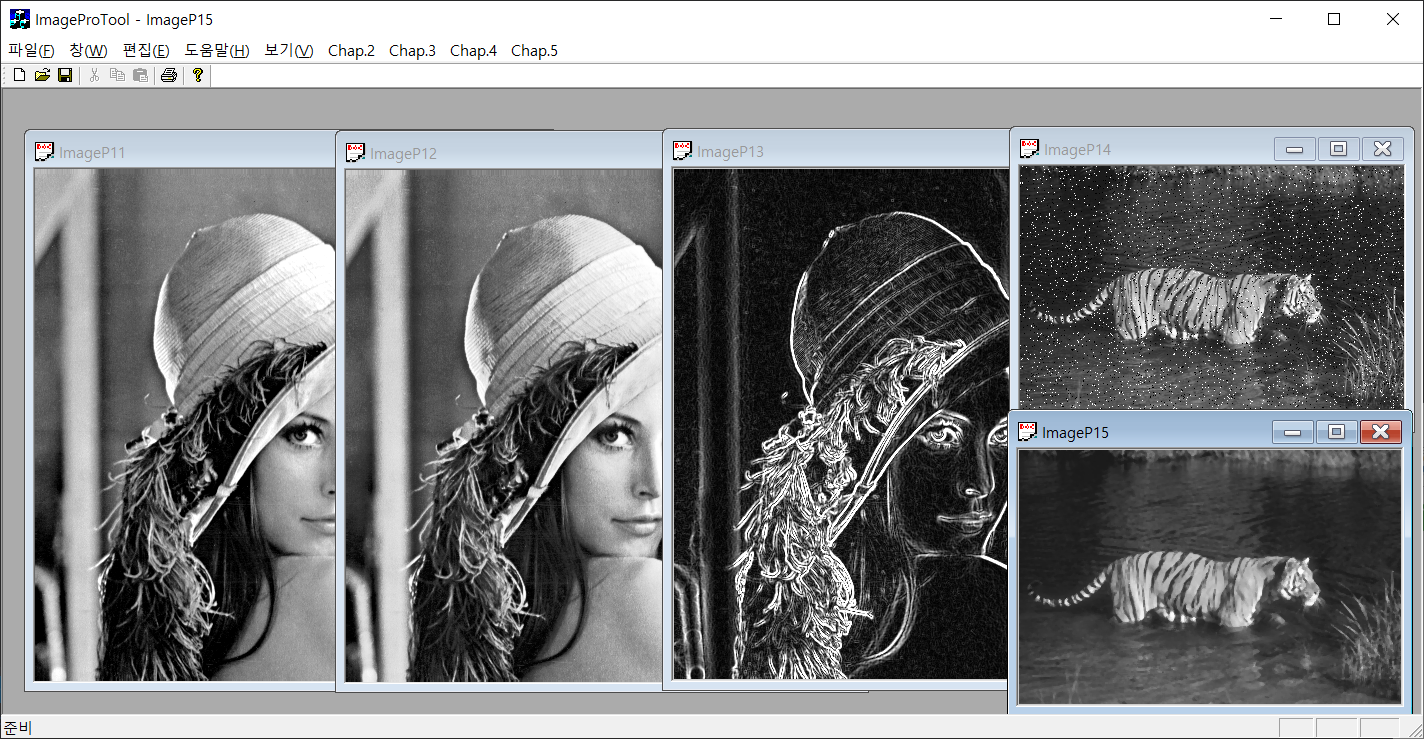 ImageProTool - ImageP15
파일(F) 창(W) 편집(E) 도움말(H) 보기(V) Chap.2 Chap.3 Chap.4 Chap.5
ImageP11
ImageP12
ImageP13
ImageP14
ImageP15
준비